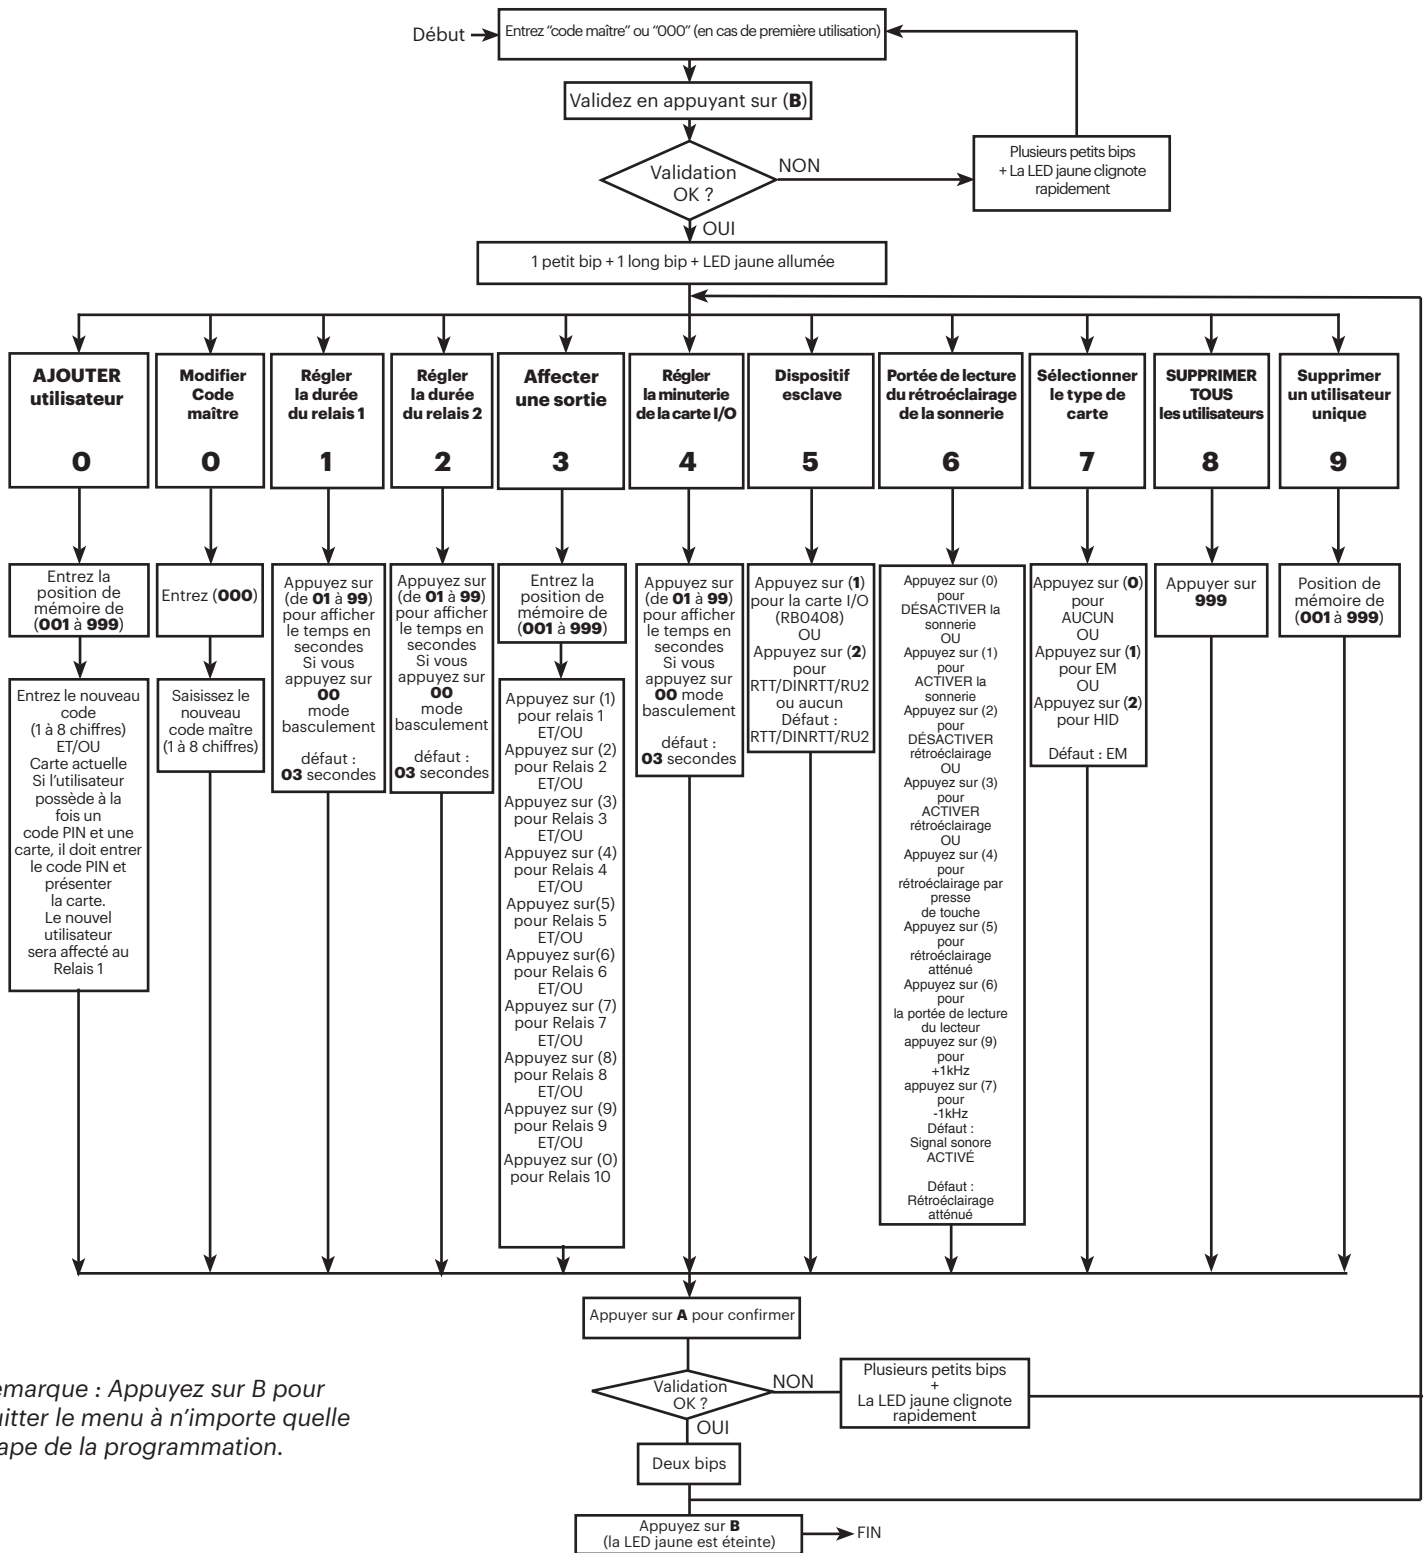 Début
Entrez “code maître” ou “000” (en cas de première utilisation)
Validez en appuyant sur (B)
Validation
OK ?
NON
Plusieurs petits bips
+ La LED jaune clignote
rapidement
OUI
1 petit bip + 1 long bip + LED jaune allumée
AJOUTER
utilisateur
0
Modifier
Code
maître
0
Régler
la durée
du relais 1
1
Régler
la durée
du relais 2
2
Affecter
une sortie
3
Régler
la minuterie
de la carte I/O
4
Dispositif
esclave
5
Portée de lecture
du rétroéclairage
de la sonnerie
6
Sélectionner
le type de
carte
7
SUPPRIMER
TOUS
les utilisateurs
8
Supprimer
un utilisateur
unique
9
Entrez la
position de
mémoire de
(001 à 999)
Entrez le nouveau
code
(1 à 8 chiffres)
ET/OU
Carte actuelle
Si l’utilisateur
possède à la
fois un
code PIN et une
carte, il doit entrer
le code PIN et
présenter
la carte.
Le nouvel
utilisateur
sera affecté au
Relais 1
Entrez (000)
Saisissez le
nouveau
code maître
(1 à 8 chiffres)
Appuyez sur
(de 01 à 99)
pour afficher
le temps en
secondes
Si vous
appuyez sur
00
mode
basculement
défaut :
03 secondes
Appuyez sur
(de 01 à 99)
pour afficher
le temps en
secondes
Si vous
appuyez sur
00
mode
basculement
défaut :
03 secondes
Entrez la
position de
mémoire de
(001 à 999)
Appuyez sur (1)
pour relais 1
ET/OU
Appuyez sur (2)
pour Relais 2
ET/OU
Appuyez sur (3)
pour Relais 3
ET/OU
Appuyez sur (4)
pour Relais 4
ET/OU
Appuyez sur(5)
pour Relais 5
ET/OU
Appuyez sur(6)
pour Relais 6
ET/OU
Appuyez sur (7)
pour Relais 7
ET/OU
Appuyez sur (8)
pour Relais 8
ET/OU
Appuyez sur (9)
pour Relais 9
ET/OU
Appuyez sur (0)
pour Relais 10
Appuyez sur
(de 01 à 99)
pour afficher
le temps en
secondes
Si vous
appuyez sur
00 mode
basculement
défaut :
03 secondes
Appuyez sur (1)
pour la carte I/O
(RB0408)
OU
Appuyez sur (2)
pour
RTT/DINRTT/RU2
ou aucun
Défaut :
RTT/DINRTT/RU2
Appuyez sur (0)
pour
DÉSACTIVER la
sonnerie
OU
Appuyez sur (1)
pour
ACTIVER la
sonnerie
Appuyez sur (2)
pour
DÉSACTIVER
rétroéclairage
OU
Appuyez sur (3)
pour
ACTIVER
rétroéclairage
OU
Appuyez sur (4)
pour
rétroéclairage par
presse
de touche
Appuyez sur (5)
pour
rétroéclairage
atténué
Appuyez sur (6)
pour
la portée de lecture
du lecteur
appuyez sur (9)
pour
+1kHz
appuyez sur (7)
pour
-1kHz
Défaut :
Signal sonore
ACTIVÉ
Défaut :
Rétroéclairage
atténué
Appuyez sur (0)
pour
AUCUN
OU
Appuyez sur (1)
pour EM
OU
Appuyez sur (2)
pour HID
Défaut : EM
Appuyer sur
999
Position de
mémoire de
(001 à 999)
Appuyer sur A pour confirmer
Validation
OK ?
NON
Plusieurs petits bips
+
La LED jaune clignote
rapidement
OUI
Deux bips
Appuyez sur B
(la LED jaune est éteinte)
FIN
emarque : Appuyez sur B pour
uitter le menu à n’importe quelle
ape de la programmation.